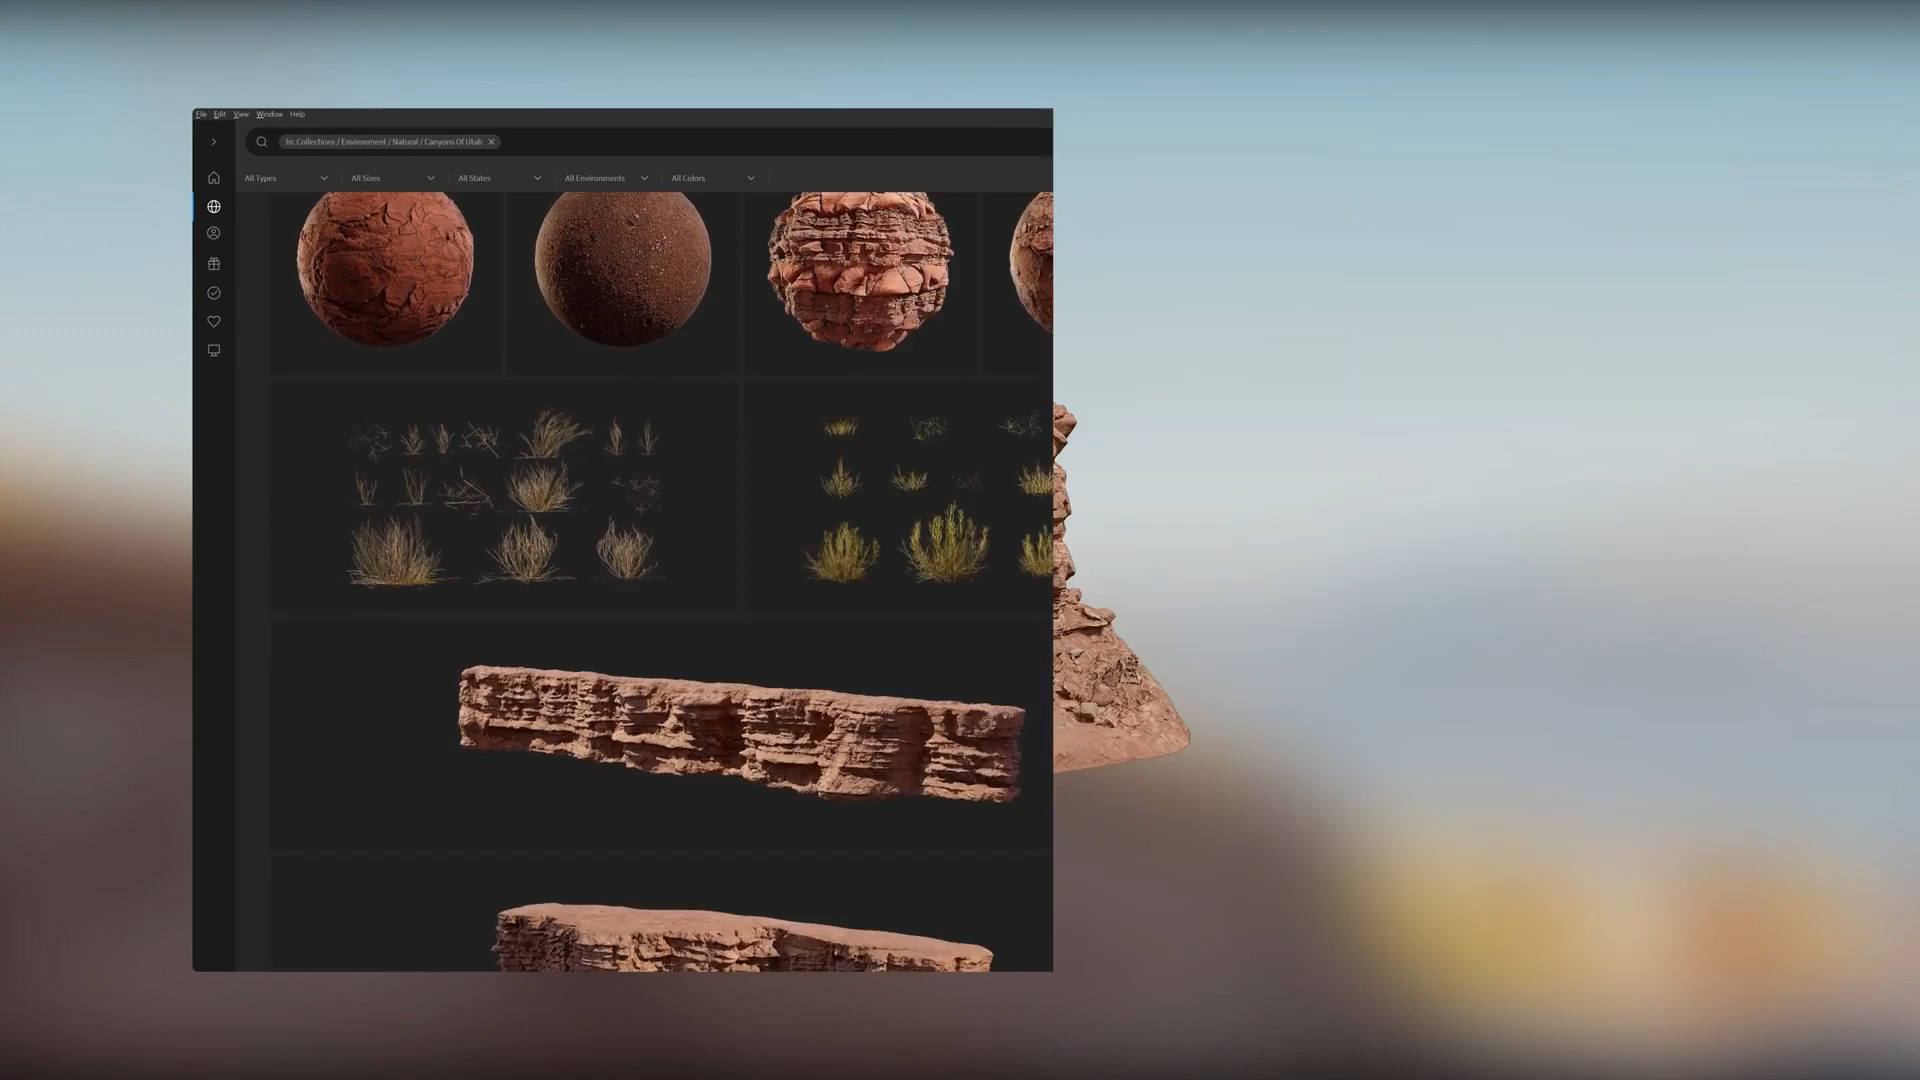 File Edit View Window Help
In: Collections / Environment / Natural / Canyons Of Utah
All Types All Sizes All States All Environments All Colors